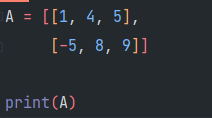 A = [[1, 4, 5],
     [-5, 8, 9]]

print(A)